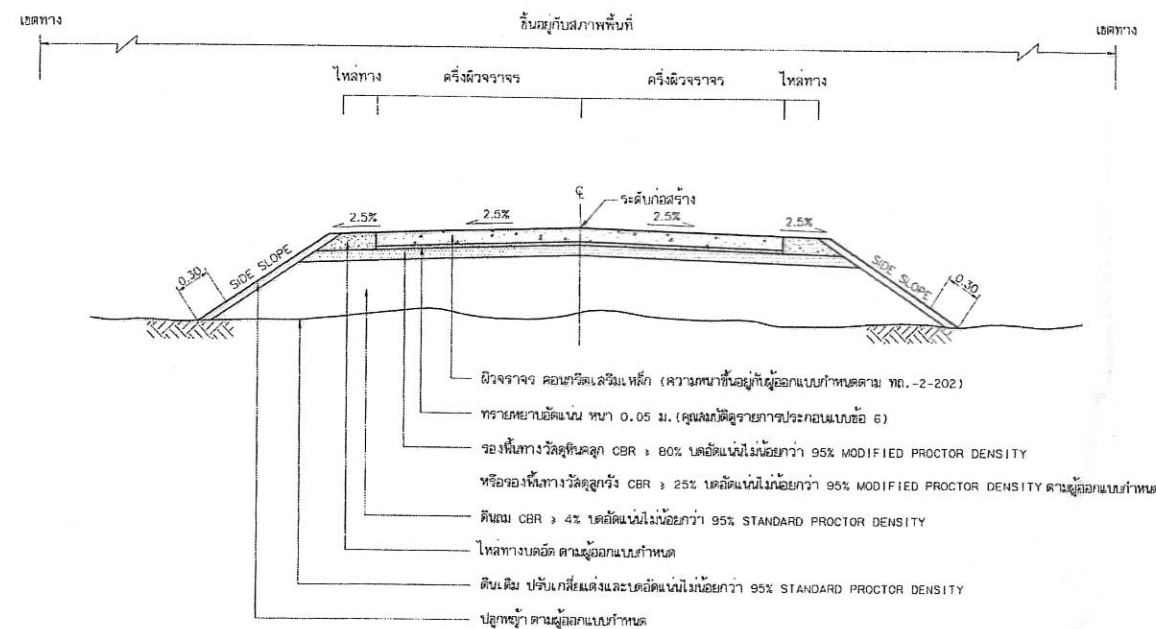 เขตทาง
ขึ้นอยู่กับสภาพพื้นที่
เขตทาง
ไหล่ทาง
ครึ่งผิวจราจร
ครึ่งผิวจราจร
ไหล่ทาง
℄
ระดับก่อสร้าง
2.5%
2.5%
2.5%
2.5%
SIDE SLOPE
0.30
SIDE SLOPE
0.30
ผิวจราจร คอนกรีตเสริมเหล็ก (ความหนาขึ้นอยู่กับผู้ออกแบบกำหนดตาม ทถ.-2-202)
ทรายหยาบอัดแน่น หนา 0.05 ม.(คุณสมบัติดูรายการประกอบแบบข้อ 6)
รองพื้นทางวัสดุหินคลุก CBR ≥ 80% บดอัดแน่นไม่น้อยกว่า 95% MODIFIED PROCTOR DENSITY
หรือรองพื้นทางวัสดุลูกรัง CBR ≥ 25% บดอัดแน่นไม่น้อยกว่า 95% MODIFIED PROCTOR DENSITY ตามผู้ออกแบบกำหนด
ดินถม CBR ≥ 4% บดอัดแน่นไม่น้อยกว่า 95% STANDARD PROCTOR DENSITY
ไหล่ทางบดอัด ตามผู้ออกแบบกำหนด
ดินเดิม ปรับเกลี่ยแต่งและบดอัดแน่นไม่น้อยกว่า 95% STANDARD PROCTOR DENSITY
ปลูกหญ้า ตามผู้ออกแบบกำหนด